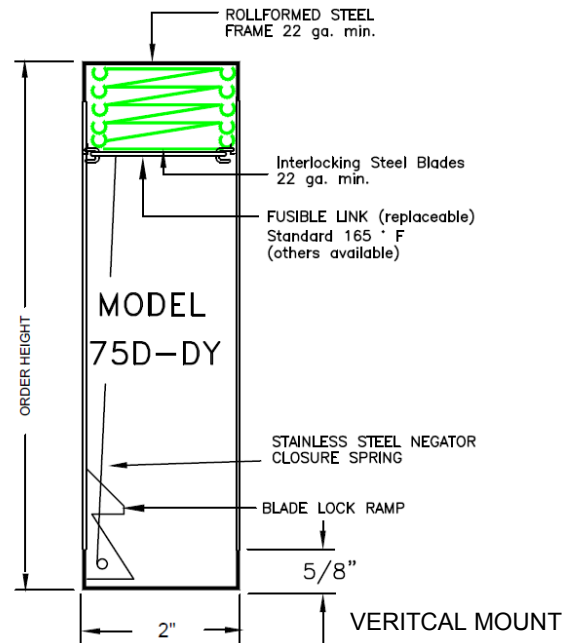 ROLLFORMED STEEL
FRAME 22 ga. min.
Interlocking Steel Blades
22 ga. min.
FUSIBLE LINK (replaceable)
Standard 165 ° F
(others available)
MODEL
75D-DY
ORDER HEIGHT
STAINLESS STEEL NEGATOR
CLOSURE SPRING
BLADE LOCK RAMP
5/8"
2"
VERITCAL MOUNT